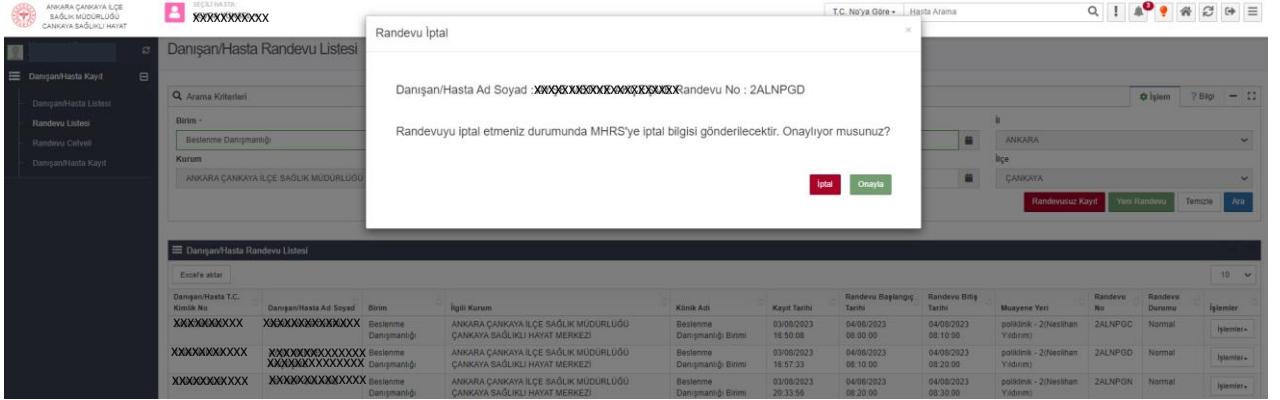 ANKARA ÇANKAYA İLÇE
SAĞLIK MÜDÜRLÜĞÜ
ÇANKAYA SAĞLIKLI HAYAT
SEÇİLİ HASTA:
T.C. No'ya Göre
Hasta Arama
3
Danışan/Hasta Kayıt
Danışan/Hasta Listesi
Randevu Listesi
Randevu Cetveli
Danışan/Hasta Kayıt
Danışan/Hasta Randevu Listesi
Randevu İptal
×
Danışan/Hasta Ad Soyad : Randevu No : 2ALNPGD
Randevuyu iptal etmeniz durumunda MHRS'ye iptal bilgisi gönderilecektir. Onaylıyor musunuz?
İptal Onayla
Arama Kriterleri
İşlem ? Bilgi
Birim
Beslenme Danışmanlığı
Kurum
ANKARA ÇANKAYA İLÇE SAĞLIK MÜDÜRLÜĞÜ
İl
ANKARA
İlçe
ÇANKAYA
Randevusuz Kayıt Yeni Randevu Temizle Ara
Danışan/Hasta Randevu Listesi
Excel'e aktar
10
Danışan/Hasta T.C. Kimlik No Danışan/Hasta Ad Soyad Birim İlgili Kurum Klinik Adı Kayıt Tarihi Randevu Başlangıç Tarihi Randevu Bitiş Tarihi Muayene Yeri Randevu No Randevu Durumu İşlemler
Beslenme Danışmanlığı ANKARA ÇANKAYA İLÇE SAĞLIK MÜDÜRLÜĞÜ ÇANKAYA SAĞLIKLI HAYAT MERKEZİ Beslenme Danışmanlığı Birimi 03/08/2023 16:50:08 04/08/2023 08:00:00 04/08/2023 08:10:00 poliklinik - 2(Neslihan Yıldırım) 2ALNPGC Normal İşlemler
Beslenme Danışmanlığı ANKARA ÇANKAYA İLÇE SAĞLIK MÜDÜRLÜĞÜ ÇANKAYA SAĞLIKLI HAYAT MERKEZİ Beslenme Danışmanlığı Birimi 03/08/2023 16:57:33 04/08/2023 08:10:00 04/08/2023 08:20:00 poliklinik - 2(Neslihan Yıldırım) 2ALNPGD Normal İşlemler
Beslenme Danışmanlığı ANKARA ÇANKAYA İLÇE SAĞLIK MÜDÜRLÜĞÜ ÇANKAYA SAĞLIKLI HAYAT MERKEZİ Beslenme Danışmanlığı Birimi 03/08/2023 20:33:56 04/08/2023 08:20:00 04/08/2023 08:30:00 poliklinik - 2(Neslihan Yıldırım) 2ALNPGN Normal İşlemler